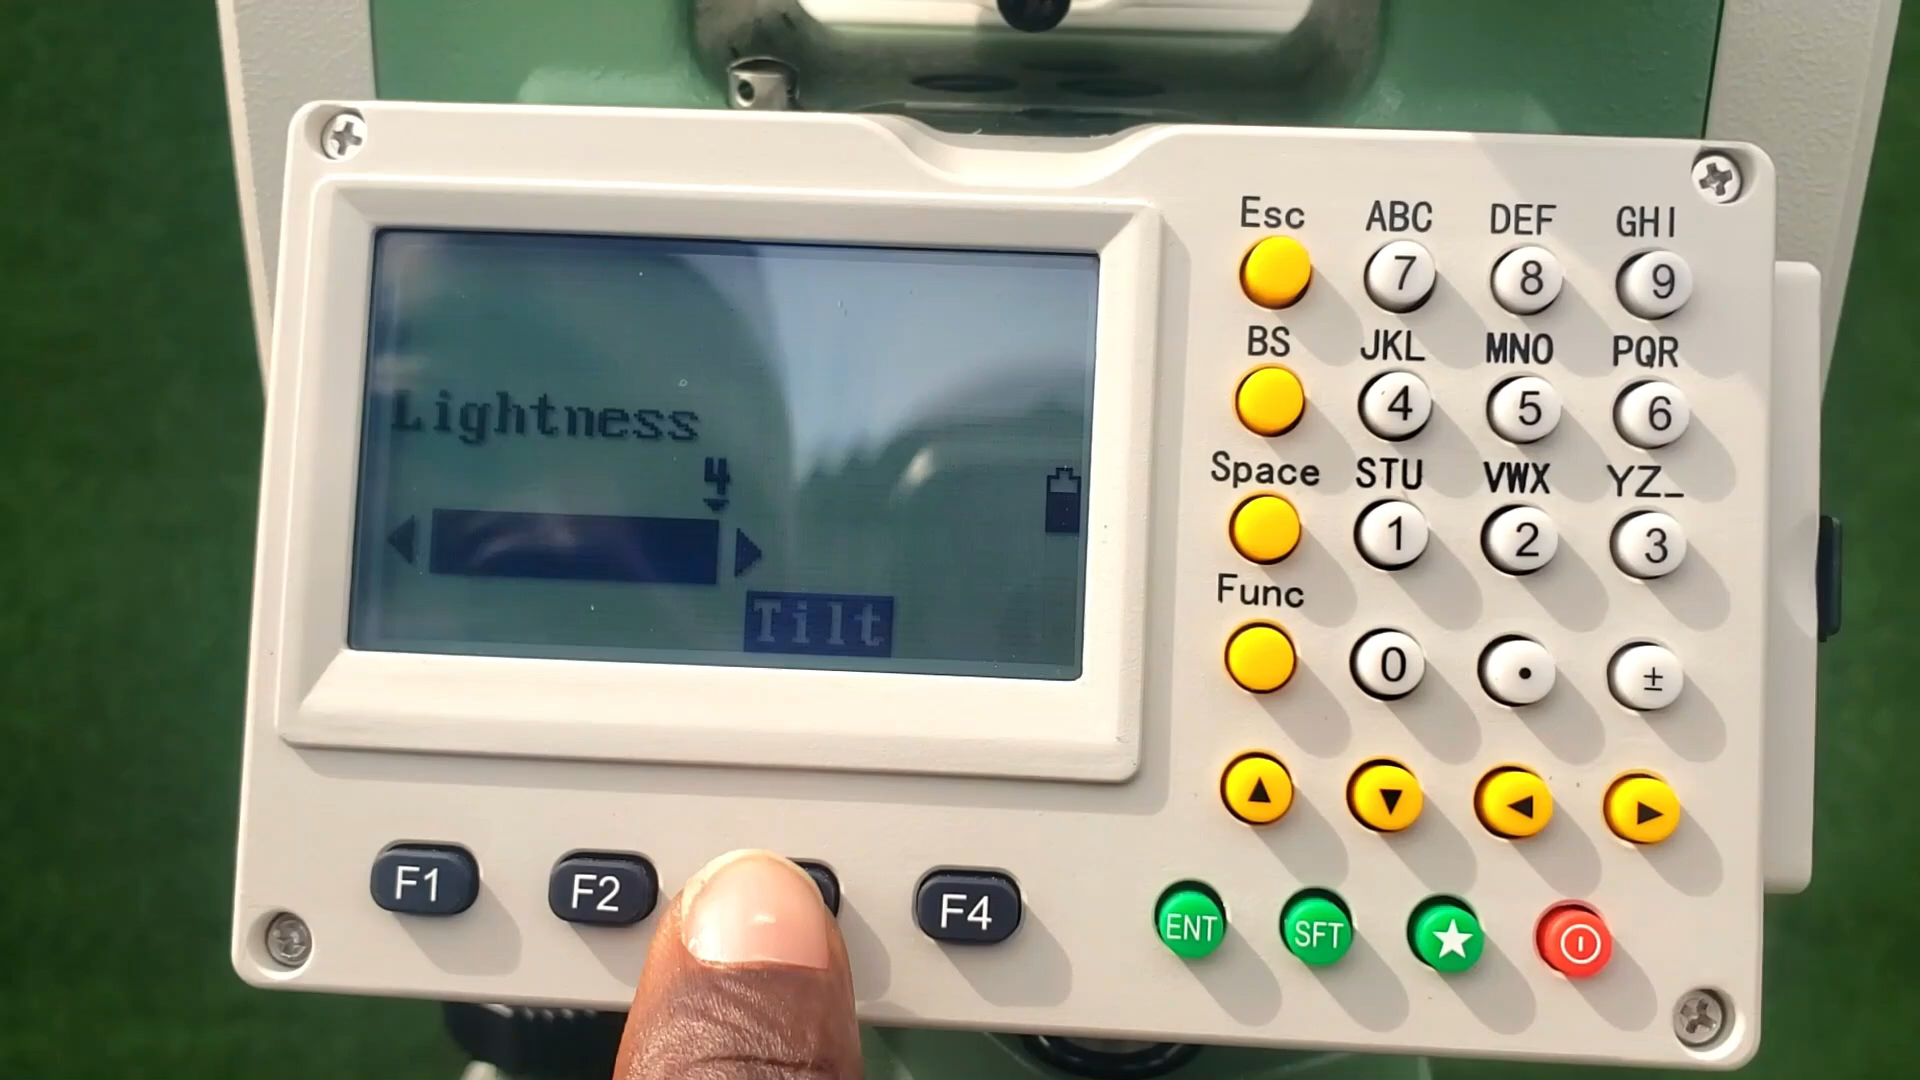 Lightness
4
Tilt
Esc ABC DEF GHI
7 8 9
BS JKL MNO PQR
4 5 6
Space STU VWX YZ_
1 2 3
Func
0 • ±
▲ ▼ ◀ ▶
F1 F2 F4
ENT SFT ★